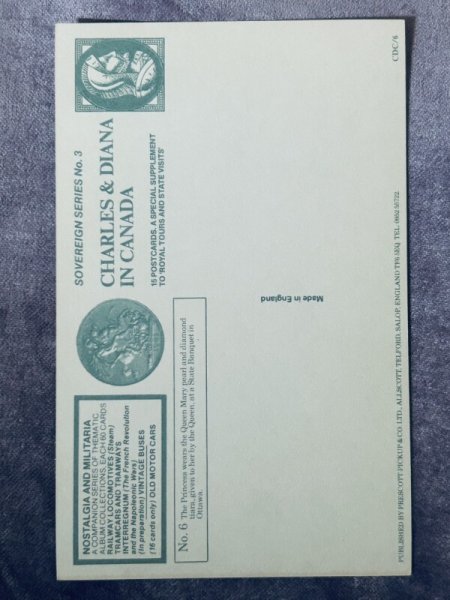 NOSTALGIA AND MILITARIA
A COMPANION SERIES OF THEMATIC
ALBUM COLLECTIONS, EACH 60 CARDS
RAILWAY LOCOMOTIVES (Steam)
TRAMCARS AND TRAMWAYS
INTERREGNUM (The French Revolution
and the Napoleonic Wars)
(In preparation) VINTAGE BUSES
(16 cards only) OLD MOTOR CARS
SOVEREIGN SERIES No. 3
CHARLES & DIANA
IN CANADA
15 POSTCARDS, A SPECIAL SUPPLEMENT
TO 'ROYAL TOURS AND STATE VISITS'
No. 6 The Princess wears the Queen Mary pearl and diamond
tiara, given to her by the Queen, at a State Banquet in
Ottawa.
Made in England
PUBLISHED BY PRESCOTT PICKUP & CO. LTD., ALLSCOTT, TELFORD, SALOP, ENGLAND TF6 5EQ. TEL. 0952 55722.
CDC/6